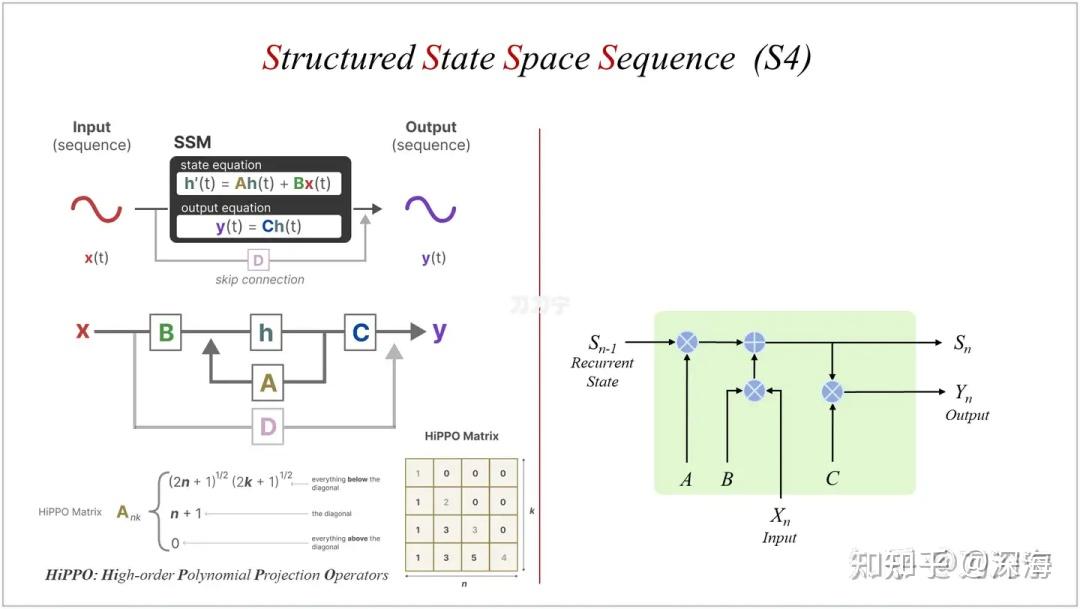 Structured State Space Sequence (S4)
Input
(sequence)
SSM
Output
(sequence)
state equation
h'(t) = Ah(t) + Bx(t)
output equation
y(t) = Ch(t)
x(t)
D
y(t)
skip connection
x B h C y
A
D
HiPPO Matrix
HiPPO Matrix A_nk
(2n + 1)^1/2 (2k + 1)^1/2
everything below the
diagonal
n + 1
the diagonal
0
everything above the
diagonal
1 0 0 0
1 2 0 0
1 3 3 0
1 3 5 4
k
n
HiPPO: High-order Polynomial Projection Operators
S_n-1
Recurrent
State
S_n
Y_n
Output
A B C
X_n
Input
知乎 @深海